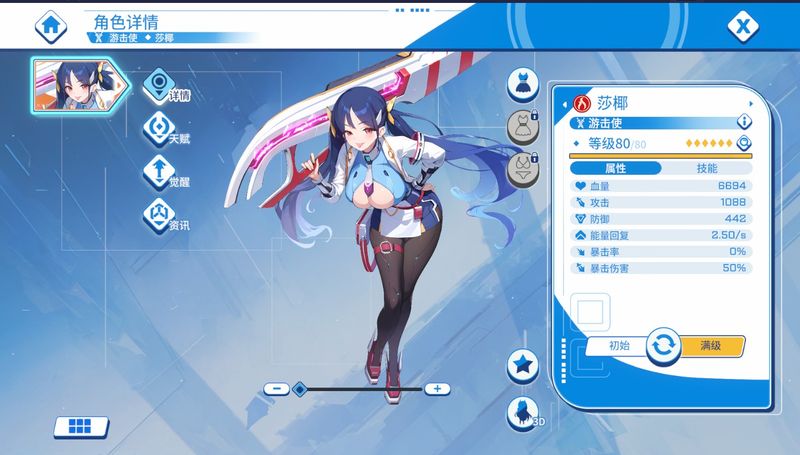 角色详情
游击使 ◆ 莎椰
详情
天赋
觉醒
资讯
莎椰
游击使
等级80/80
属性 技能
血量 6694
攻击 1088
防御 442
能量回复 2.50/s
暴击率 0%
暴击伤害 50%
初始 满级
3D